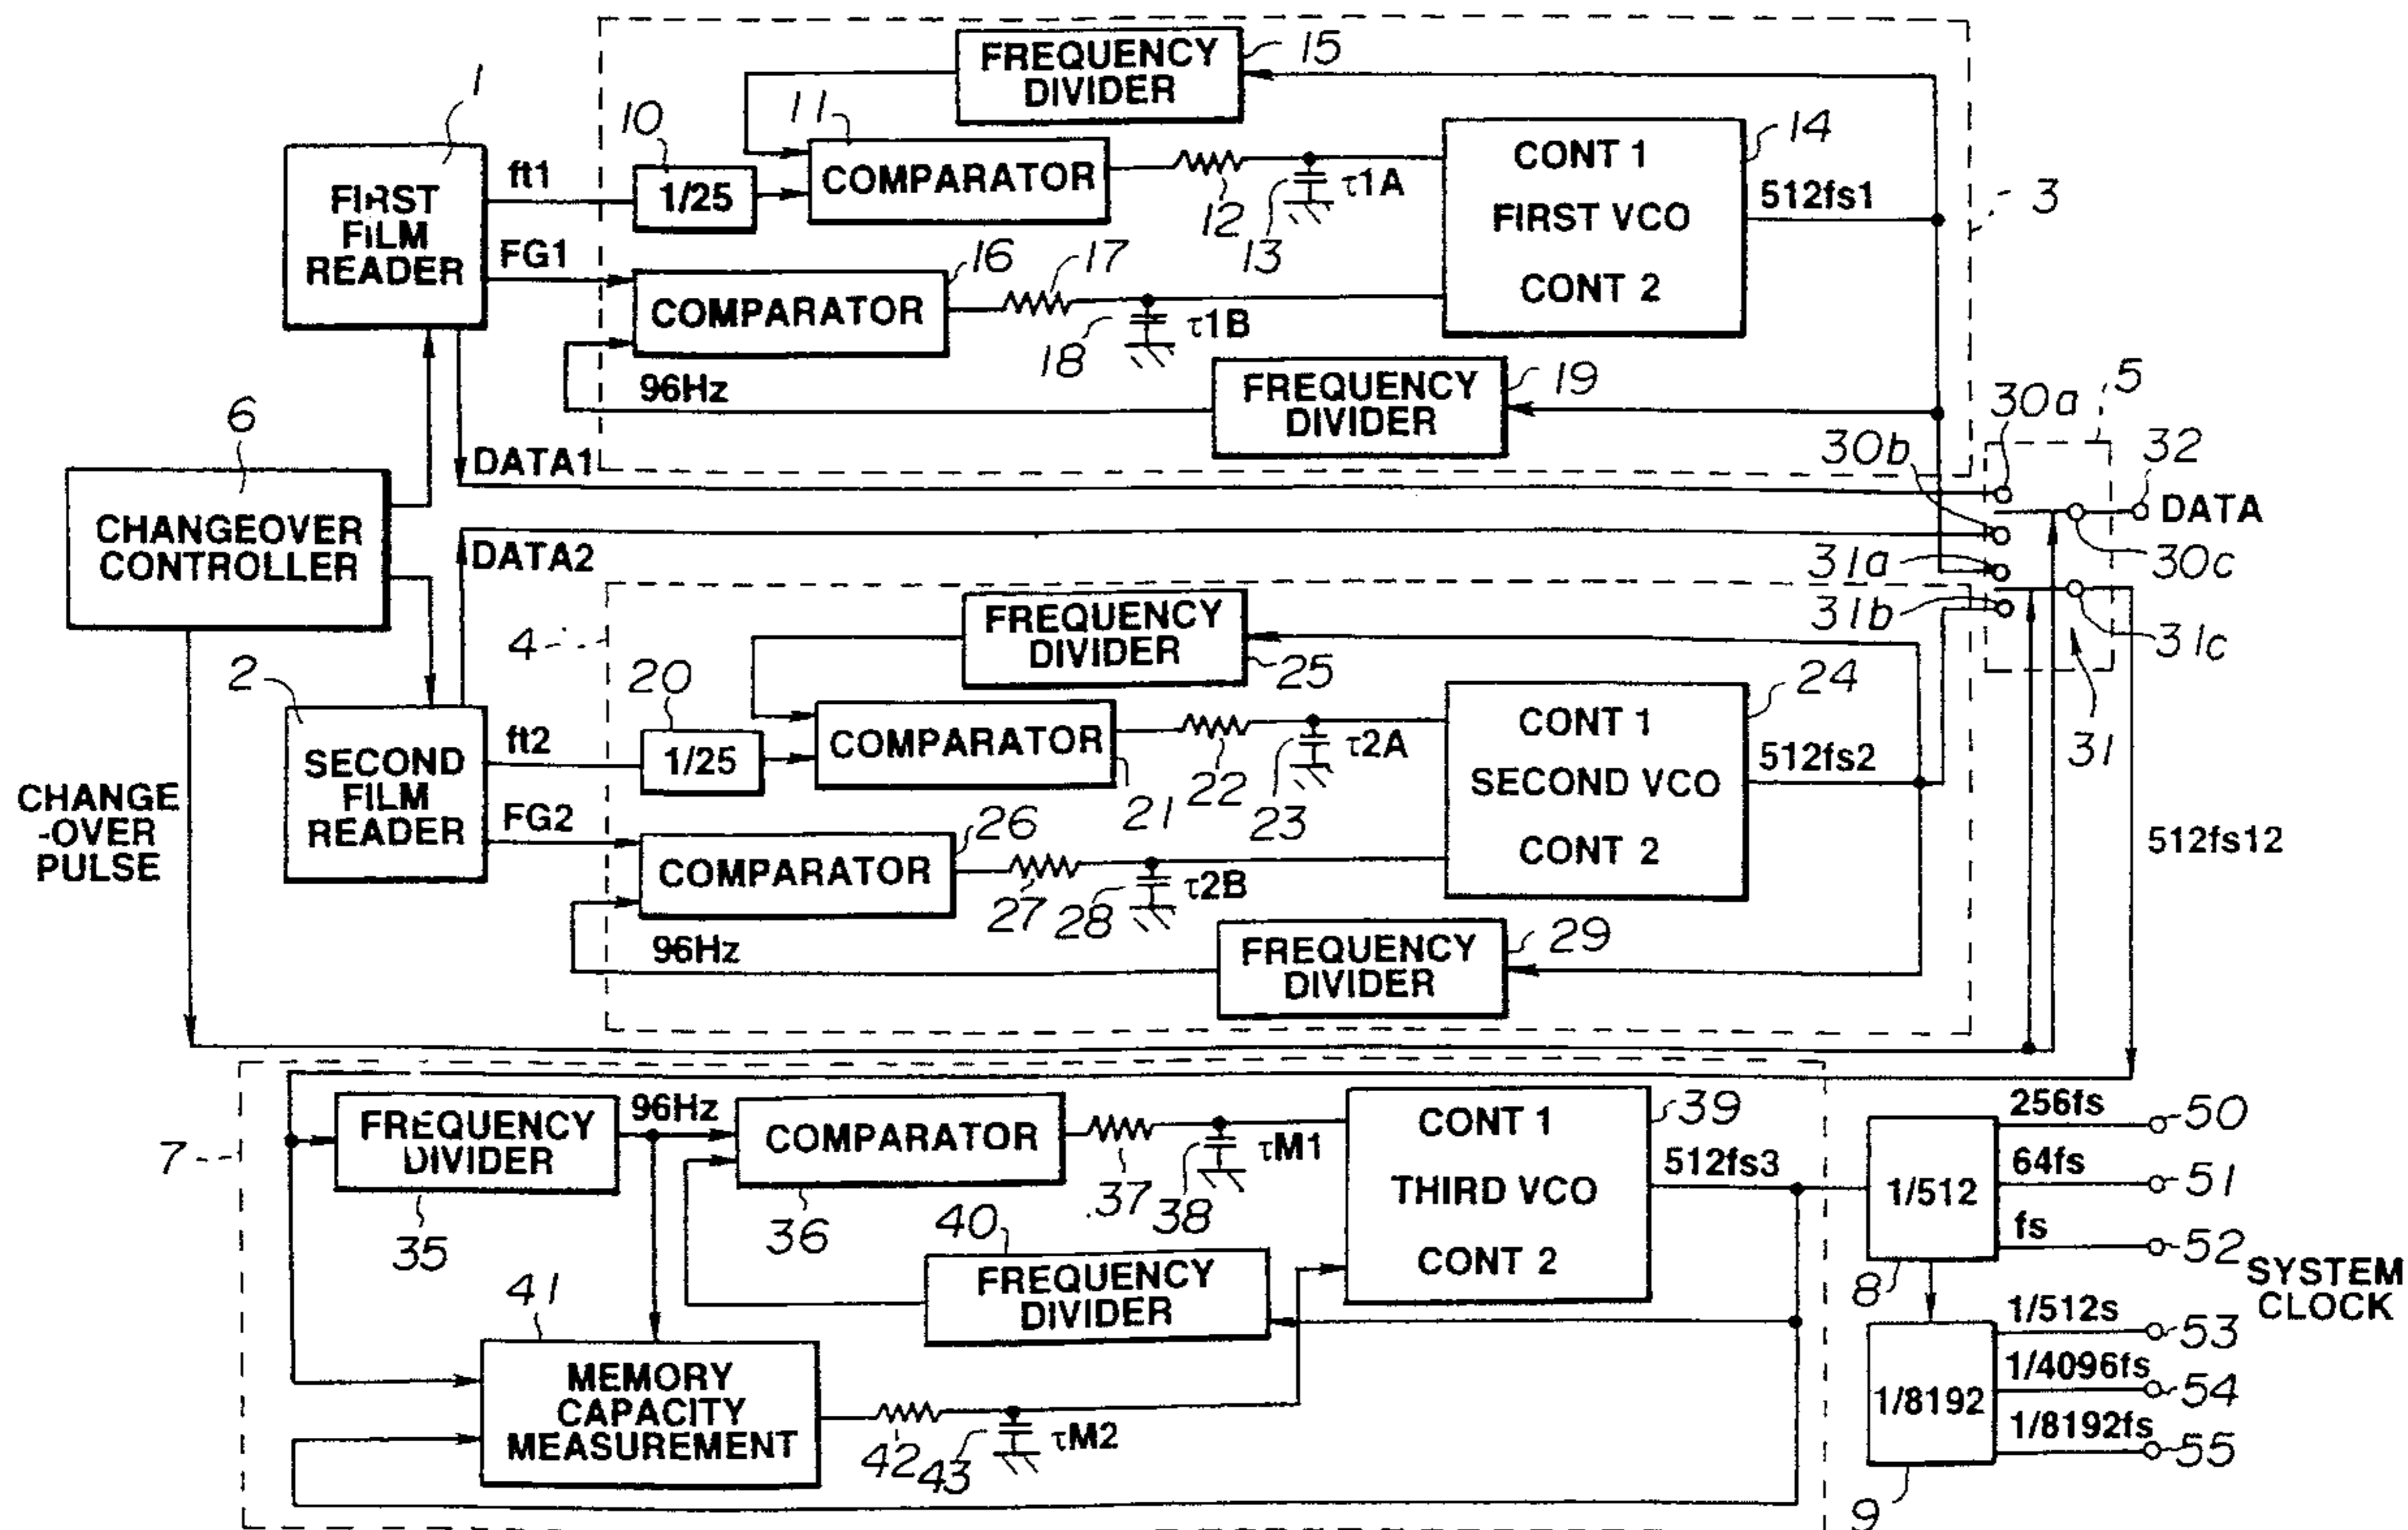 FREQUENCY
DIVIDER
15
1
10
11
FIRST
FILM
READER
ft1
FG1
1/25
COMPARATOR
12
13
τ1A
CONT 1
FIRST VCO
CONT 2
14
512fs1
3
COMPARATOR
16
17
18
τ1B
96Hz
FREQUENCY
DIVIDER
19
6
CHANGEOVER
CONTROLLER
DATA1
DATA2
30a
30b
5
32
DATA
30c
31a
31b
31c
31
4
2
SECOND
FILM
READER
ft2
FG2
20
1/25
FREQUENCY
DIVIDER
25
COMPARATOR
21
22
23
τ2A
CONT 1
SECOND VCO
CONT 2
24
512fs2
CHANGE
-OVER
PULSE
COMPARATOR
26
27
28
τ2B
96Hz
FREQUENCY
DIVIDER
29
512fs12
7
FREQUENCY
DIVIDER
35
96Hz
COMPARATOR
36
37
38
τM1
CONT 1
THIRD VCO
CONT 2
39
512fs3
40
FREQUENCY
DIVIDER
41
MEMORY
CAPACITY
MEASUREMENT
42
43
τM2
1/512
8
256fs
50
64fs
51
fs
52
SYSTEM
CLOCK
1/8192
9
1/512s
53
1/4096fs
54
1/8192fs
55